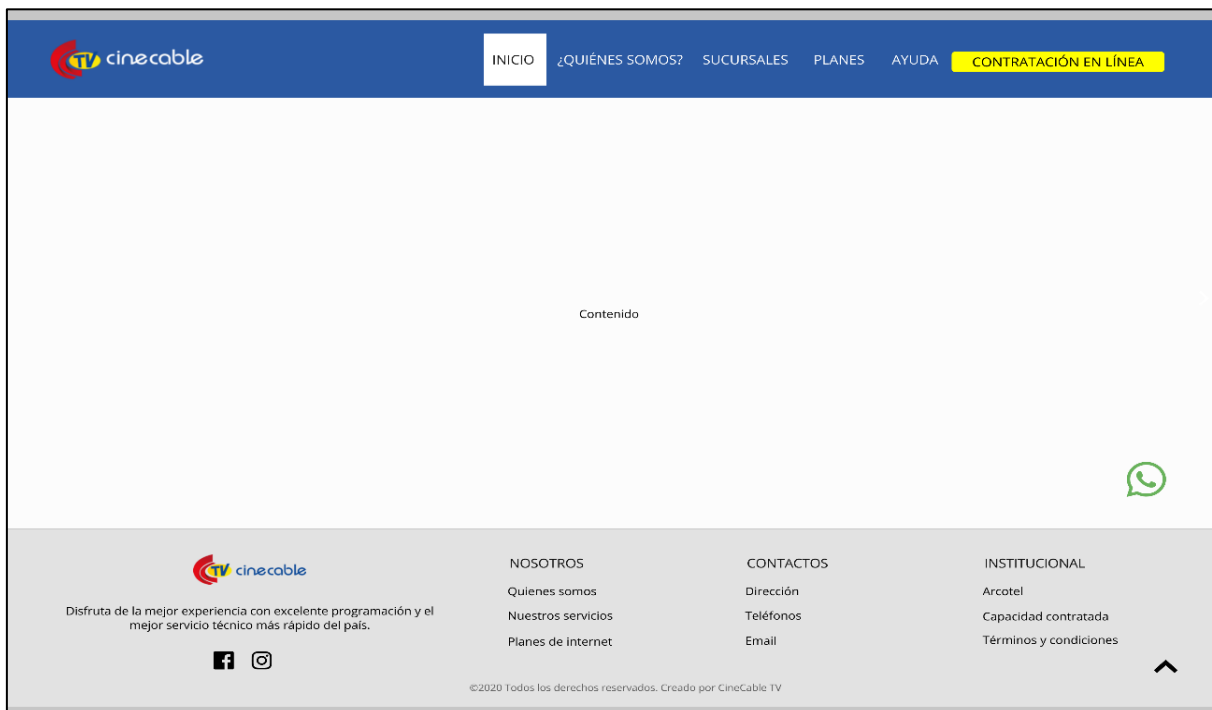 TV cinecable
INICIO
¿QUIÉNES SOMOS?
SUCURSALES
PLANES
AYUDA
CONTRATACIÓN EN LÍNEA
Contenido
TV cinecable
Disfruta de la mejor experiencia con excelente programación y el
mejor servicio técnico más rápido del país.
NOSOTROS
Quienes somos
Nuestros servicios
Planes de internet
CONTACTOS
Dirección
Teléfonos
Email
INSTITUCIONAL
Arcotel
Capacidad contratada
Términos y condiciones
©2020 Todos los derechos reservados. Creado por CineCable TV